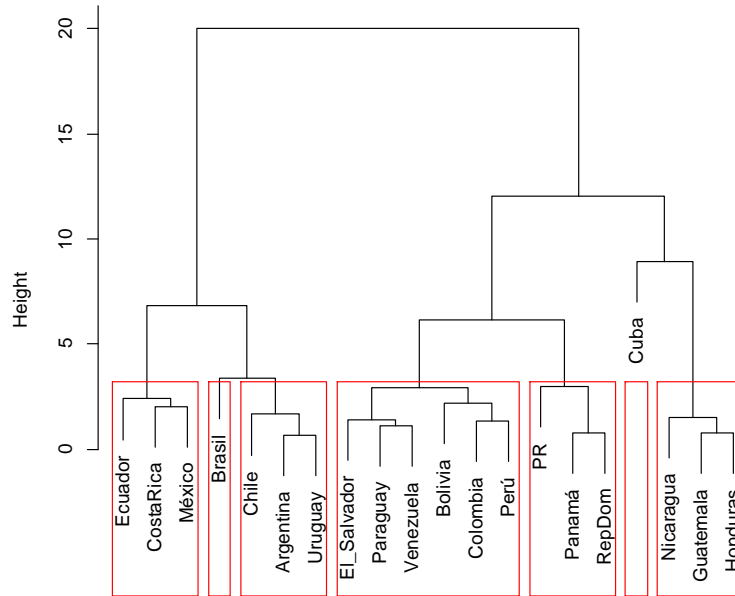 Height
20
15
10
5
0
Ecuador
CostaRica
México
Brasil
Chile
Argentina
Uruguay
El_Salvador
Paraguay
Venezuela
Bolivia
Colombia
Perú
PR
Panamá
RepDom
Cuba
Nicaragua
Guatemala
Honduras